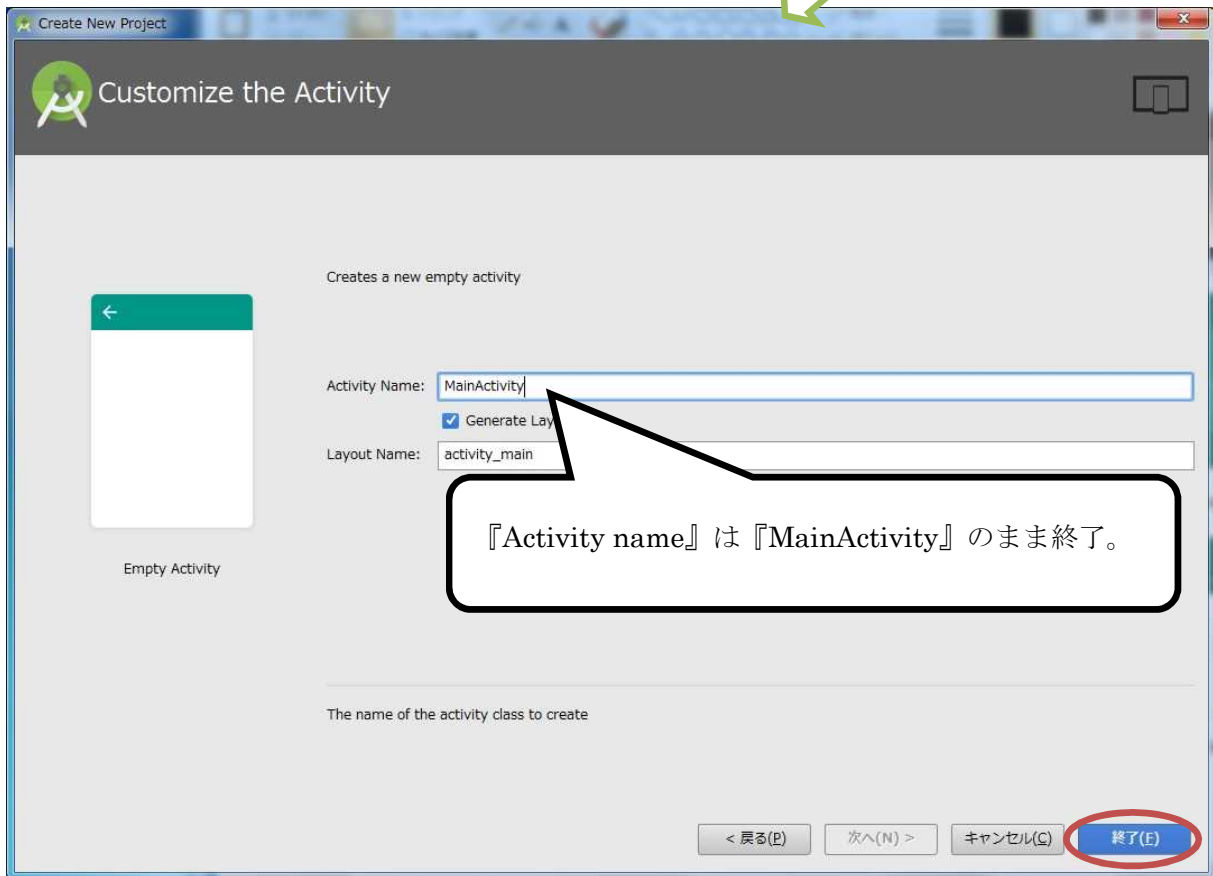 Create New Project
Customize the Activity
Creates a new empty activity
Activity Name: MainActivity
Generate Lay
Layout Name: activity_main
『Activity name』は『MainActivity』のまま終了。
Empty Activity
The name of the activity class to create
< 戻る(P) 次へ(N) > キャンセル(C) 終了(F)